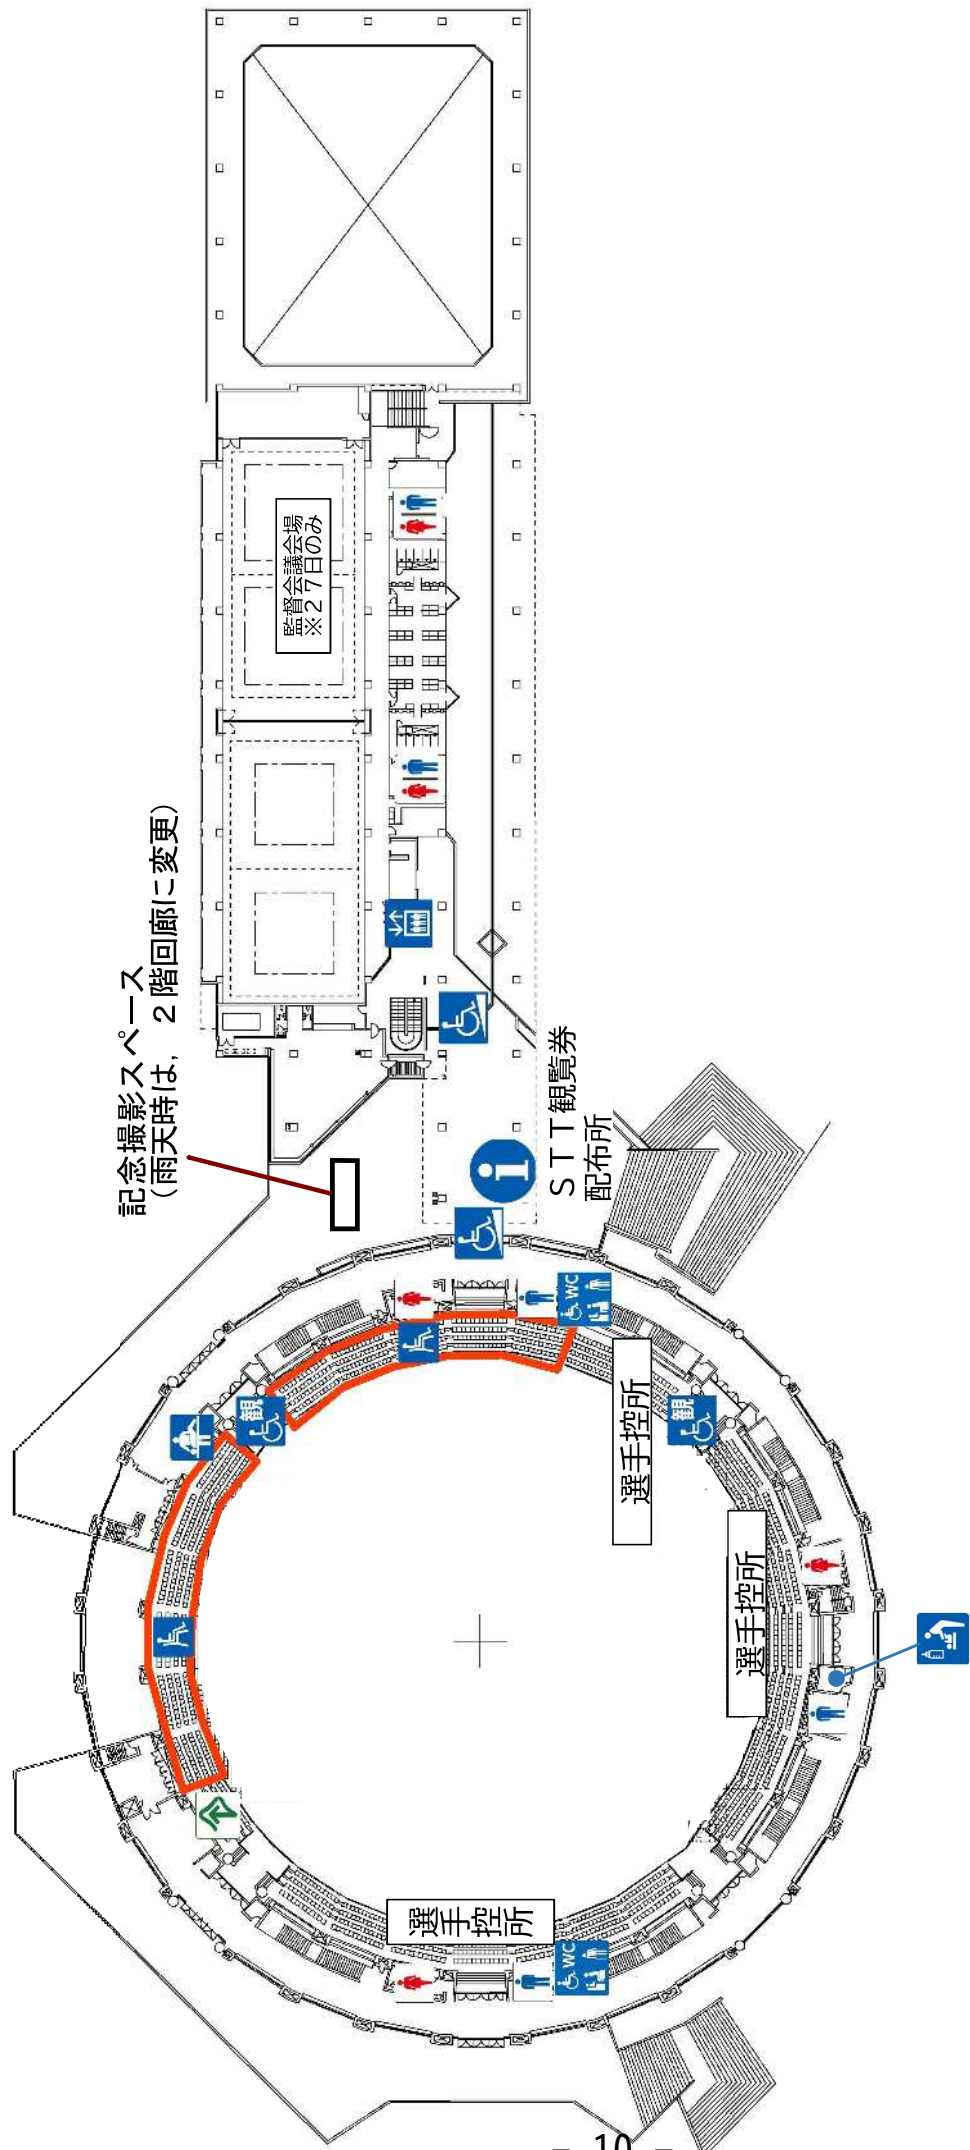 監督会議会場
※２７日のみ
記念撮影スペース
（雨天時は，２階回廊に変更）
ＳＴＴ観覧券
配布所
WC
観
観
選手控所
選手控所
選手控所
WC
- 10 -